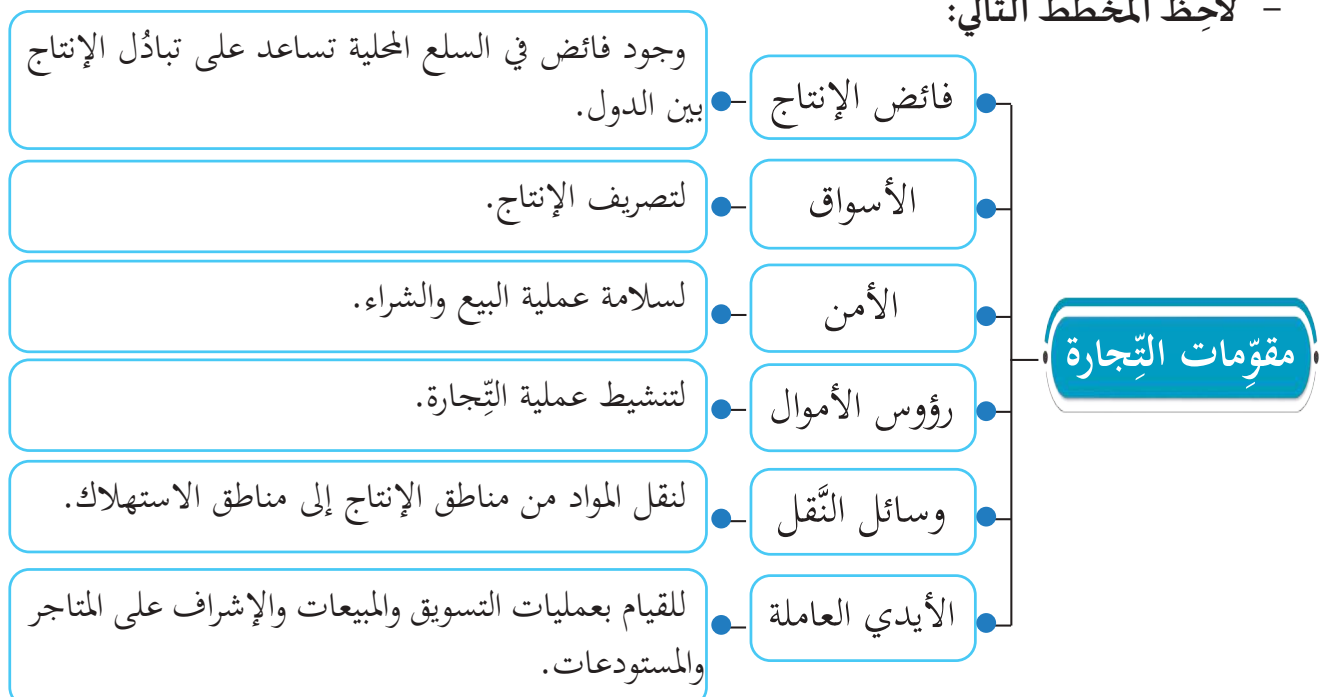 - لاحِظ المخطط التالي:
مقوِّمات التِّجارة
فائض الإنتاج
وجود فائض في السلع المحلية تساعد على تبادُل الإنتاج
بين الدول.
الأسواق
لتصريف الإنتاج.
الأمن
لسلامة عملية البيع والشراء.
رؤوس الأموال
لتنشيط عملية التِّجارة.
وسائل النَّقل
لنقل المواد من مناطق الإنتاج إلى مناطق الاستهلاك.
الأيدي العاملة
للقيام بعمليات التسويق والمبيعات والإشراف على المتاجر
والمستودعات.